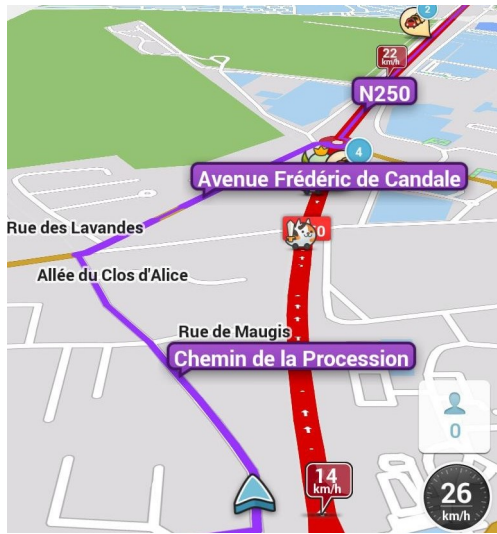 2
22
km/h
N250
4
Avenue Frédéric de Candale
Rue des Lavandes
0
Allée du Clos d'Alice
Rue de Maugis
Chemin de la Procession
0
14
km/h
26
km/h